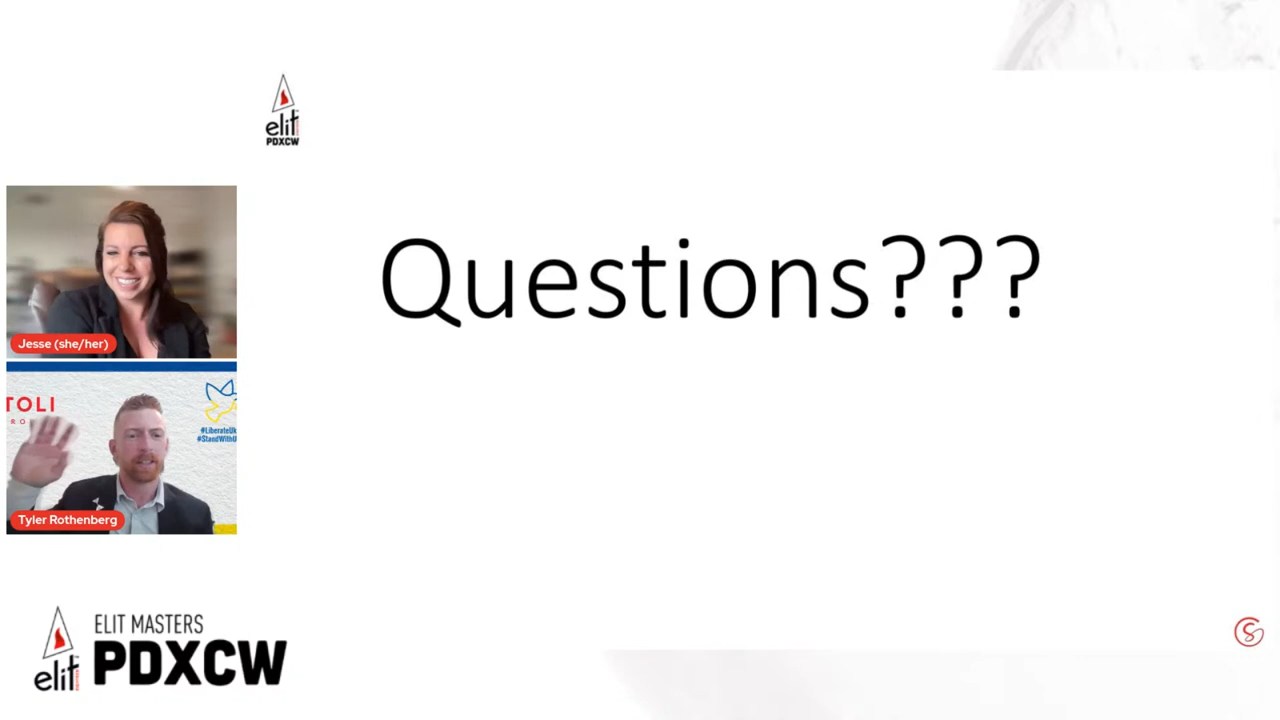 elit
PDXCW
Questions???
Jesse (she/her)
TOLI
R O
#LiberateUk
#StandWithU
Tyler Rothenberg
elit
ELIT MASTERS
PDXCW